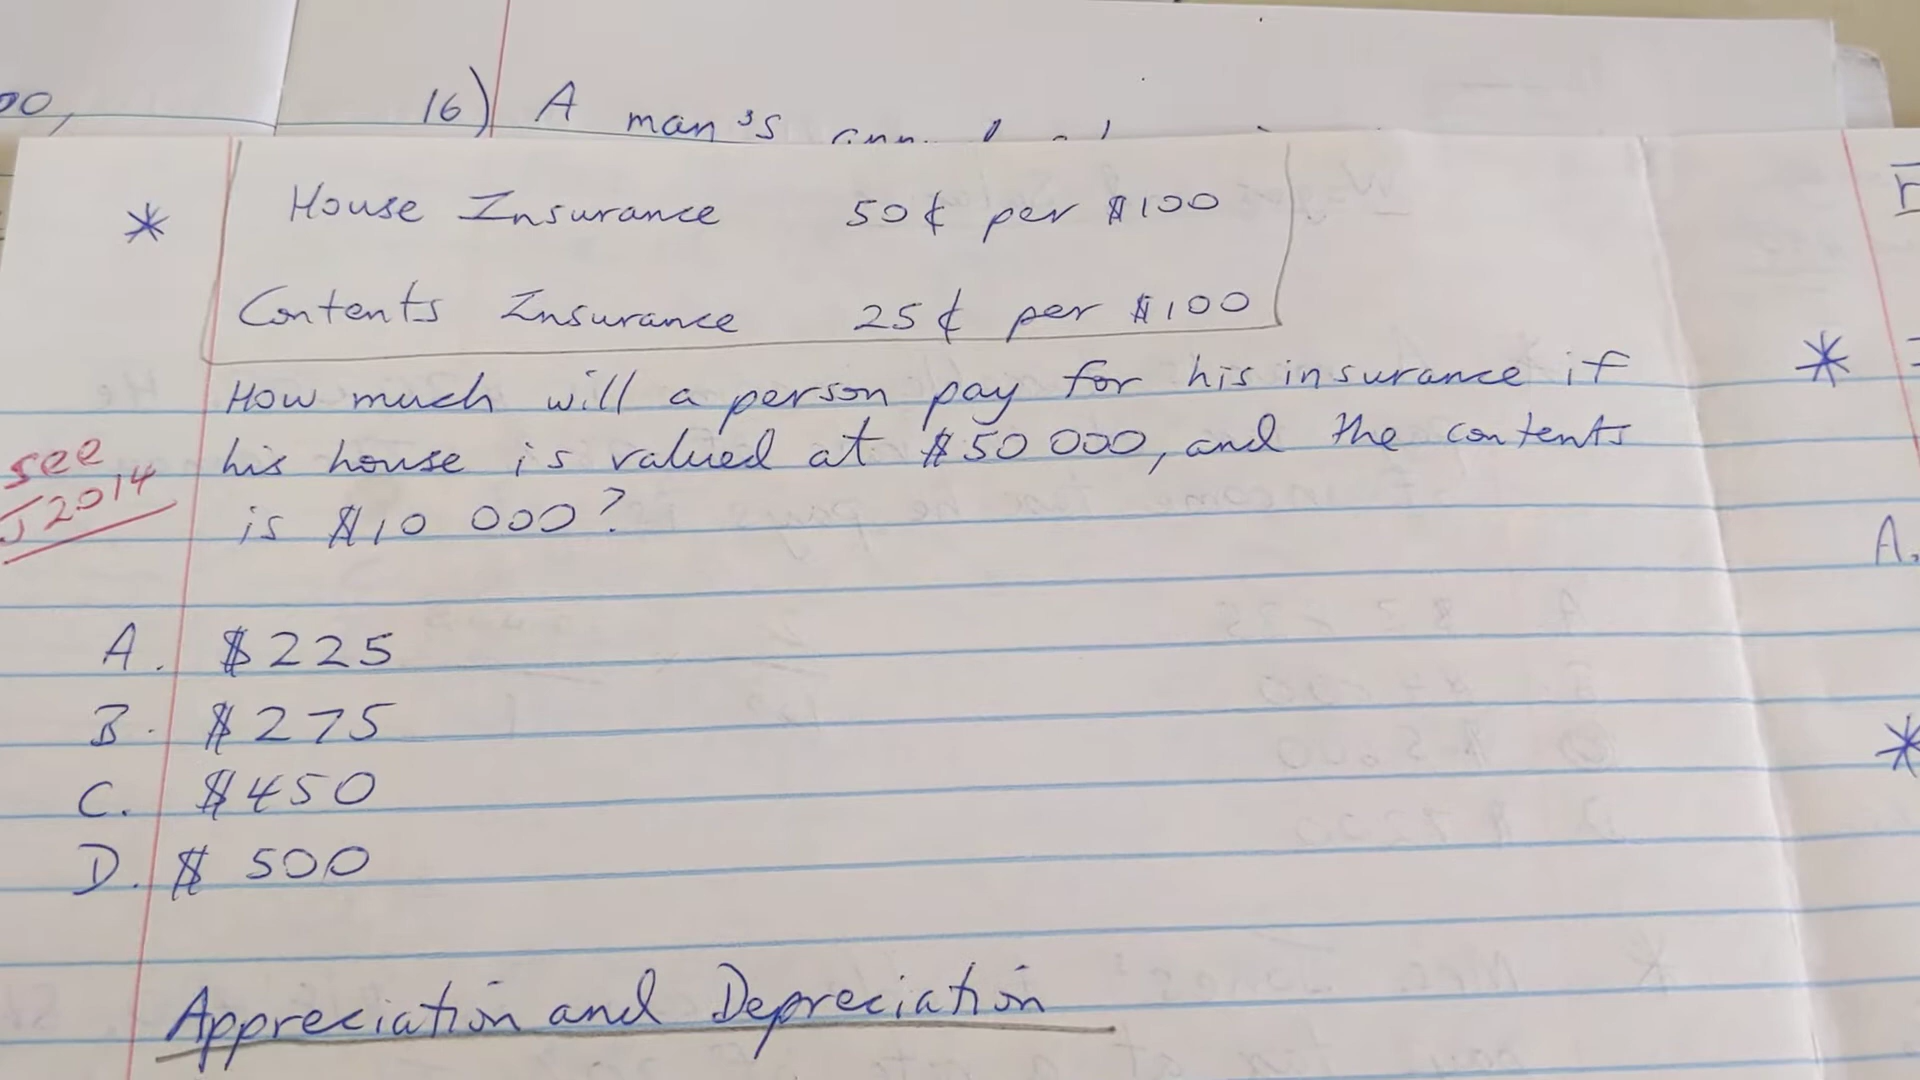 00,
16) A man's
* House Insurance 50¢ per $100
Contents Insurance 25¢ per $100
How much will a person pay for his insurance if
his house is valued at $50 000, and the contents
is $10 000?
see
J2014
A. $225
B. $275
C. $450
D. $500
Appreciation and Depreciation
*
A.
*